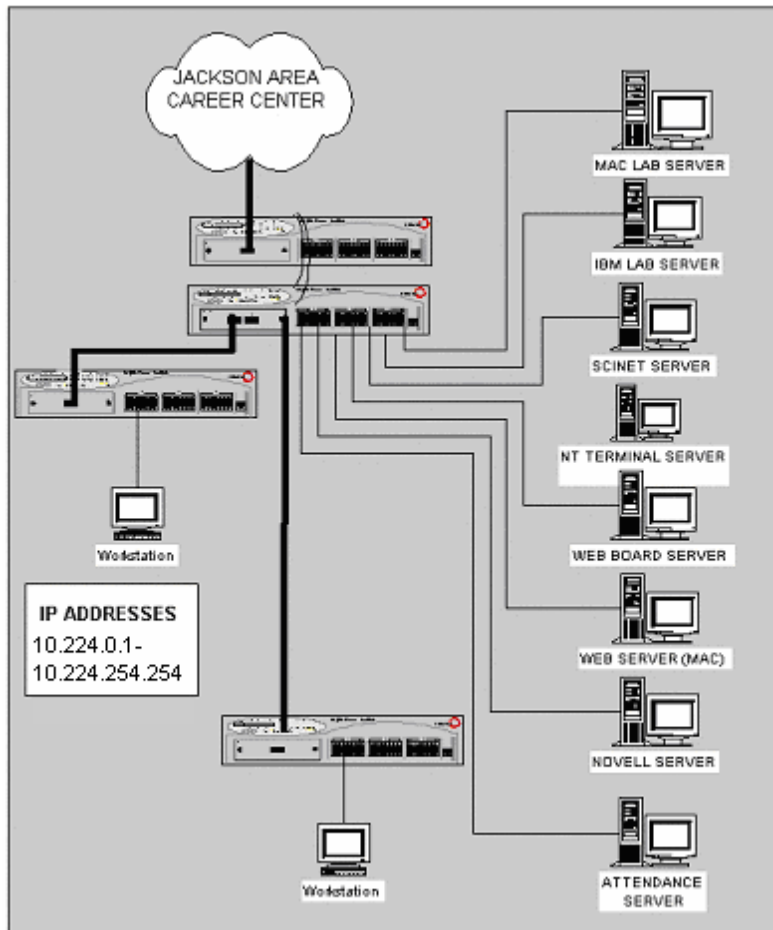 JACKSON AREA
CAREER CENTER
MAC LAB SERVER
IBM LAB SERVER
SCINET SERVER
NT TERMINAL SERVER
WEB BOARD SERVER
WEB SERVER (MAC)
NOVELL SERVER
ATTENDANCE
SERVER
Workstation
IP ADDRESSES
10.224.0.1-
10.224.254.254
Workstation